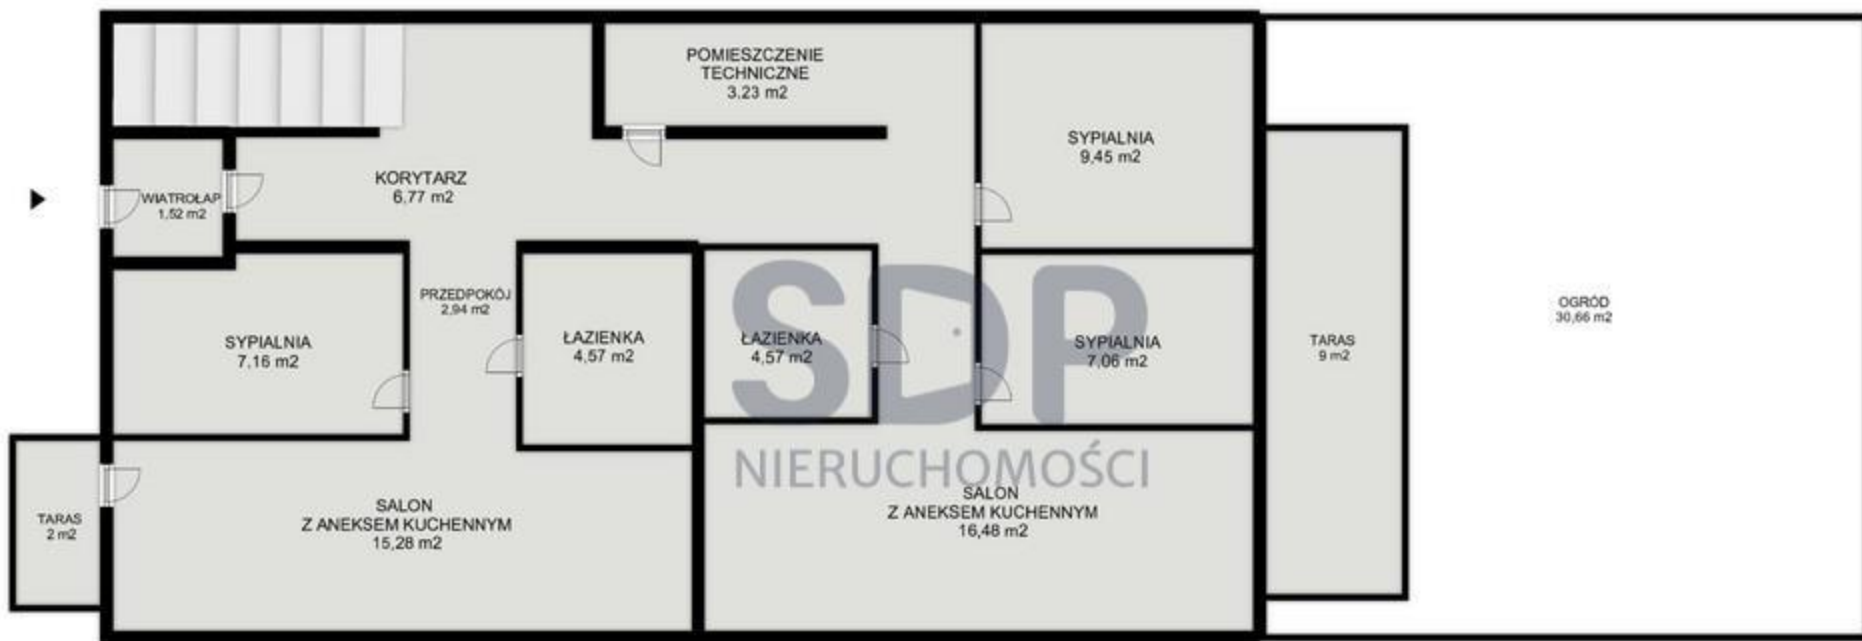 POMIESZCZENIE
TECHNICZNE
3.23 m2
SYPIALNIA
9,45 m2
KORYTARZ
6,77 m2
WIATROŁAP
1,52 m2
PRZEDPOKÓJ
2,94 m2
SYPIALNIA
7,16 m2
ŁAZIENKA
4,57 m2
ŁAZIENKA
4,57 m2
SYPIALNIA
7,06 m2
TARAS
9 m2
OGRÓD
30,66 m2
SDP
NIERUCHOMOŚCI
TARAS
2 m2
SALON
Z ANEKSEM KUCHENNYM
15,28 m2
SALON
Z ANEKSEM KUCHENNYM
16,48 m2